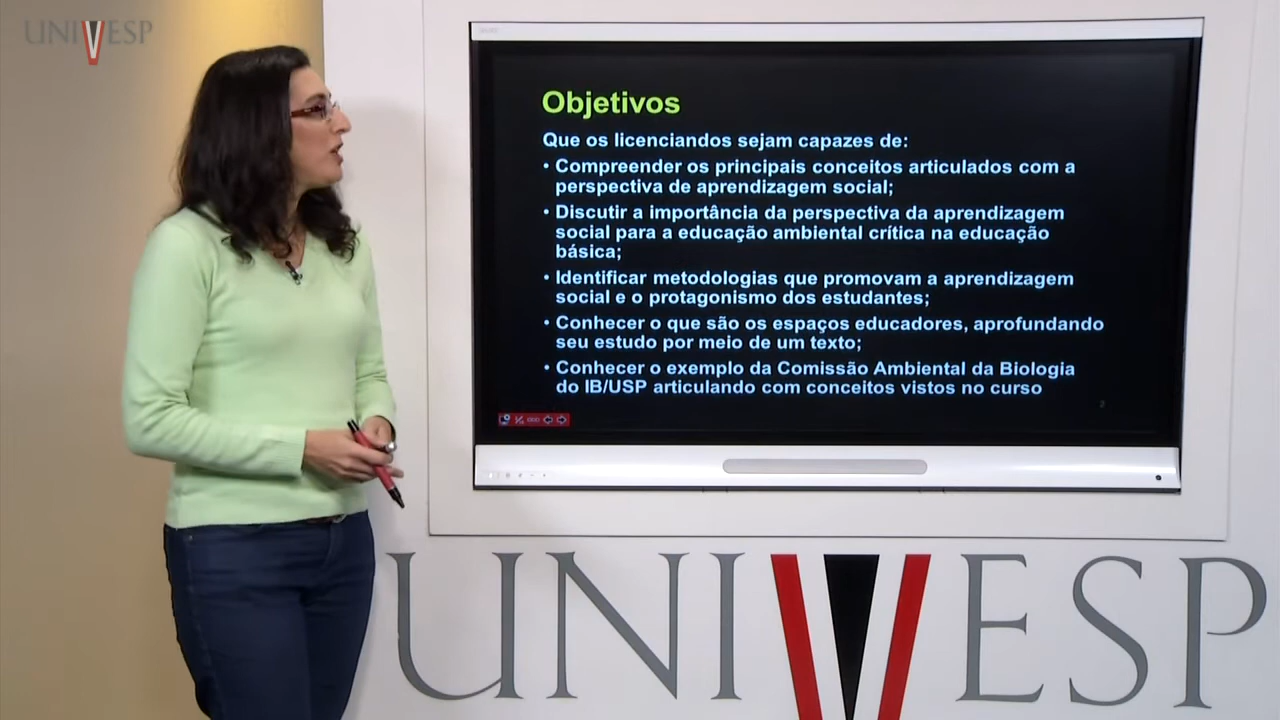 UNIVESP
Objetivos
Que os licenciandos sejam capazes de:
• Compreender os principais conceitos articulados com a
perspectiva de aprendizagem social;
• Discutir a importância da perspectiva da aprendizagem
social para a educação ambiental crítica na educação
básica;
• Identificar metodologias que promovam a aprendizagem
social e o protagonismo dos estudantes;
• Conhecer o que são os espaços educadores, aprofundando
seu estudo por meio de um texto;
• Conhecer o exemplo da Comissão Ambiental da Biologia
do IB/USP articulando com conceitos vistos no curso
2
UNIVESP